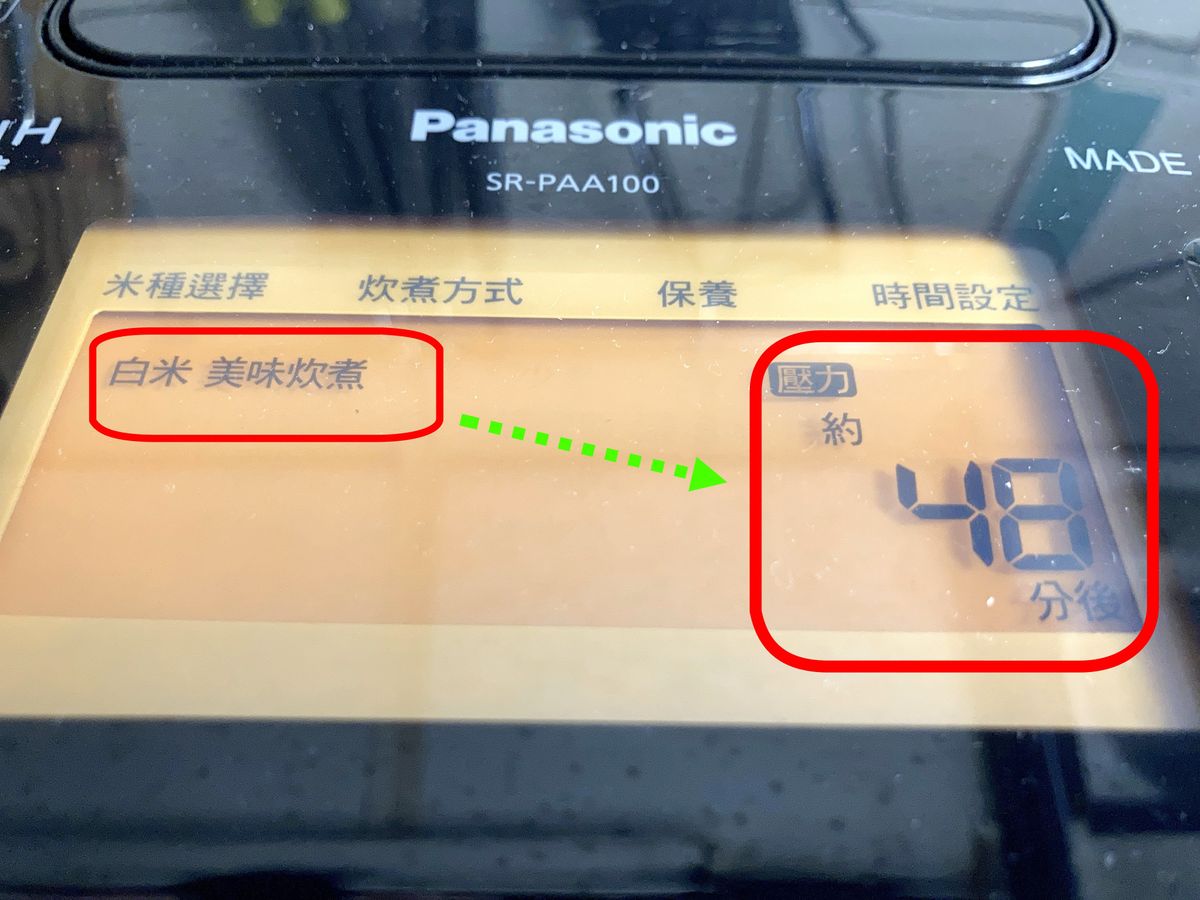 Panasonic
IH
MADE
SR-PAA100
米種選擇 炊煮方式 保養 時間設定
白米 美味炊煮
壓力
約
48
分後